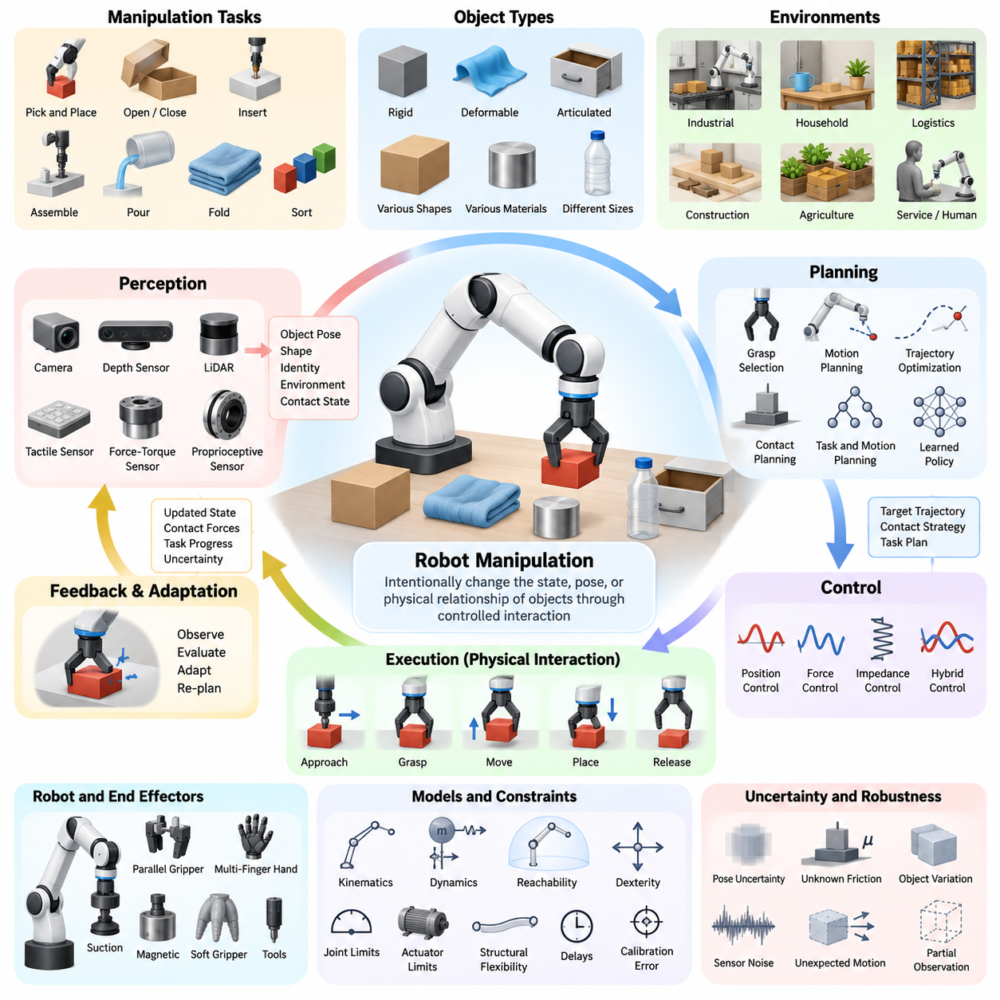 Manipulation Tasks
Pick and Place
Open / Close
Insert
Assemble
Pour
Fold
Sort
Object Types
Rigid
Deformable
Articulated
Various Shapes
Various Materials
Different Sizes
Environments
Industrial
Household
Logistics
Construction
Agriculture
Service / Human
Perception
Camera
Depth Sensor
LiDAR
Tactile Sensor
Force-Torque
Sensor
Proprioceptive
Sensor
Object Pose
Shape
Identity
Environment
Contact State
Planning
Grasp
Selection
Motion
Planning
Trajectory
Optimization
Contact
Planning
Task and Motion
Planning
Learned
Policy
Target Trajectory
Contact Strategy
Task Plan
Control
Position
Control
Force
Control
Impedance
Control
Hybrid
Control
Robot Manipulation
Intentionally change the state, pose, or
physical relationship of objects through
controlled interaction
Updated State
Contact Forces
Task Progress
Uncertainty
Feedback & Adaptation
Observe
Evaluate
Adapt
Re-plan
Execution (Physical Interaction)
Approach
Grasp
Move
Place
Release
Robot and End Effectors
Parallel Gripper
Multi-Finger Hand
Suction
Magnetic
Soft Gripper
Tools
Models and Constraints
Kinematics
m
Dynamics
Reachability
Dexterity
Joint Limits
Actuator
Limits
Structural
Flexibility
Delays
Calibration
Error
Uncertainty and Robustness
Pose Uncertainty
μ
Unknown Friction
Object Variation
Sensor Noise
Unexpected Motion
Partial
Observation